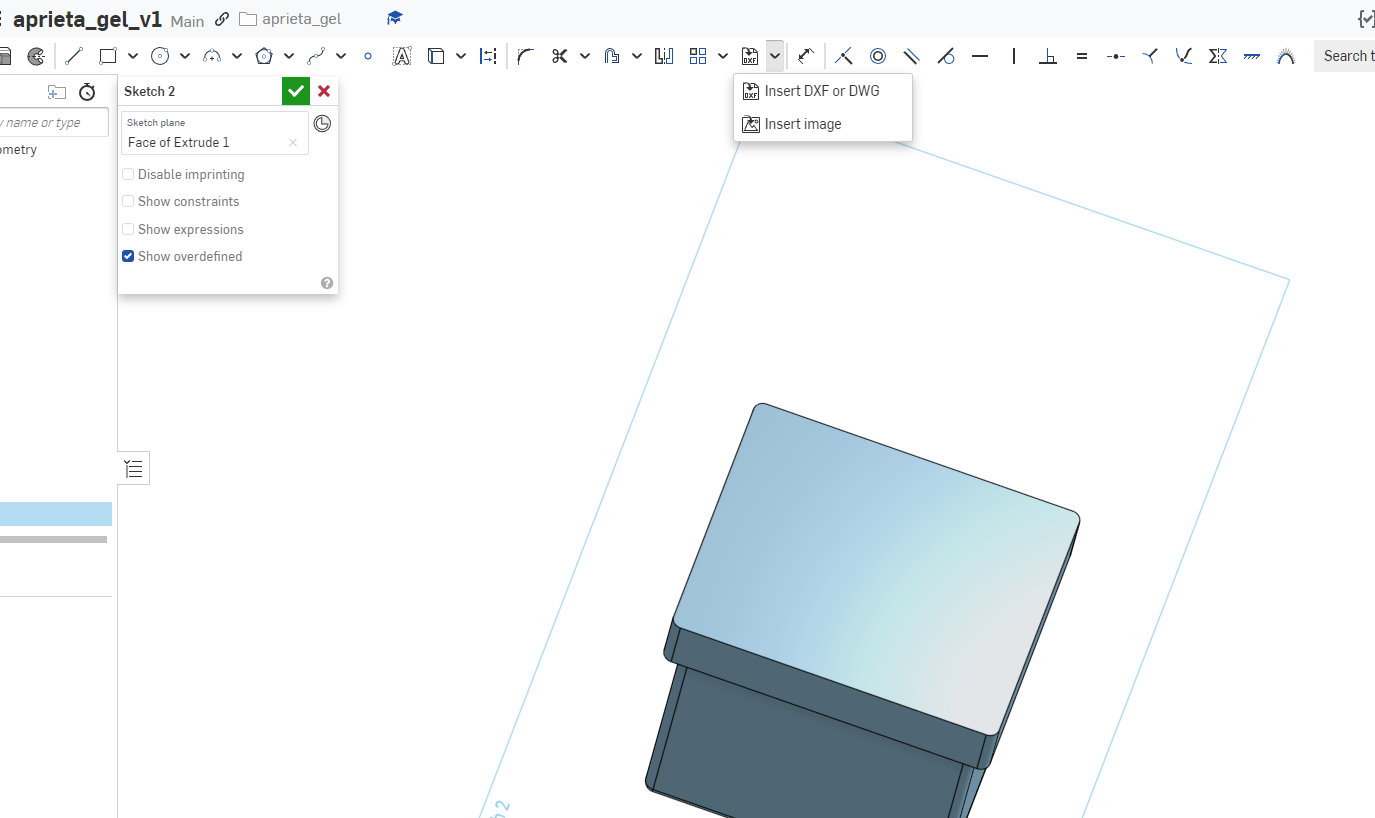 aprieta_gel_v1 Main aprieta_gel
DXF
Search t
Sketch 2
Insert DXF or DWG
Insert image
name or type
Sketch plane
Face of Extrude 1
ometry
Disable imprinting
Show constraints
Show expressions
Show overdefined